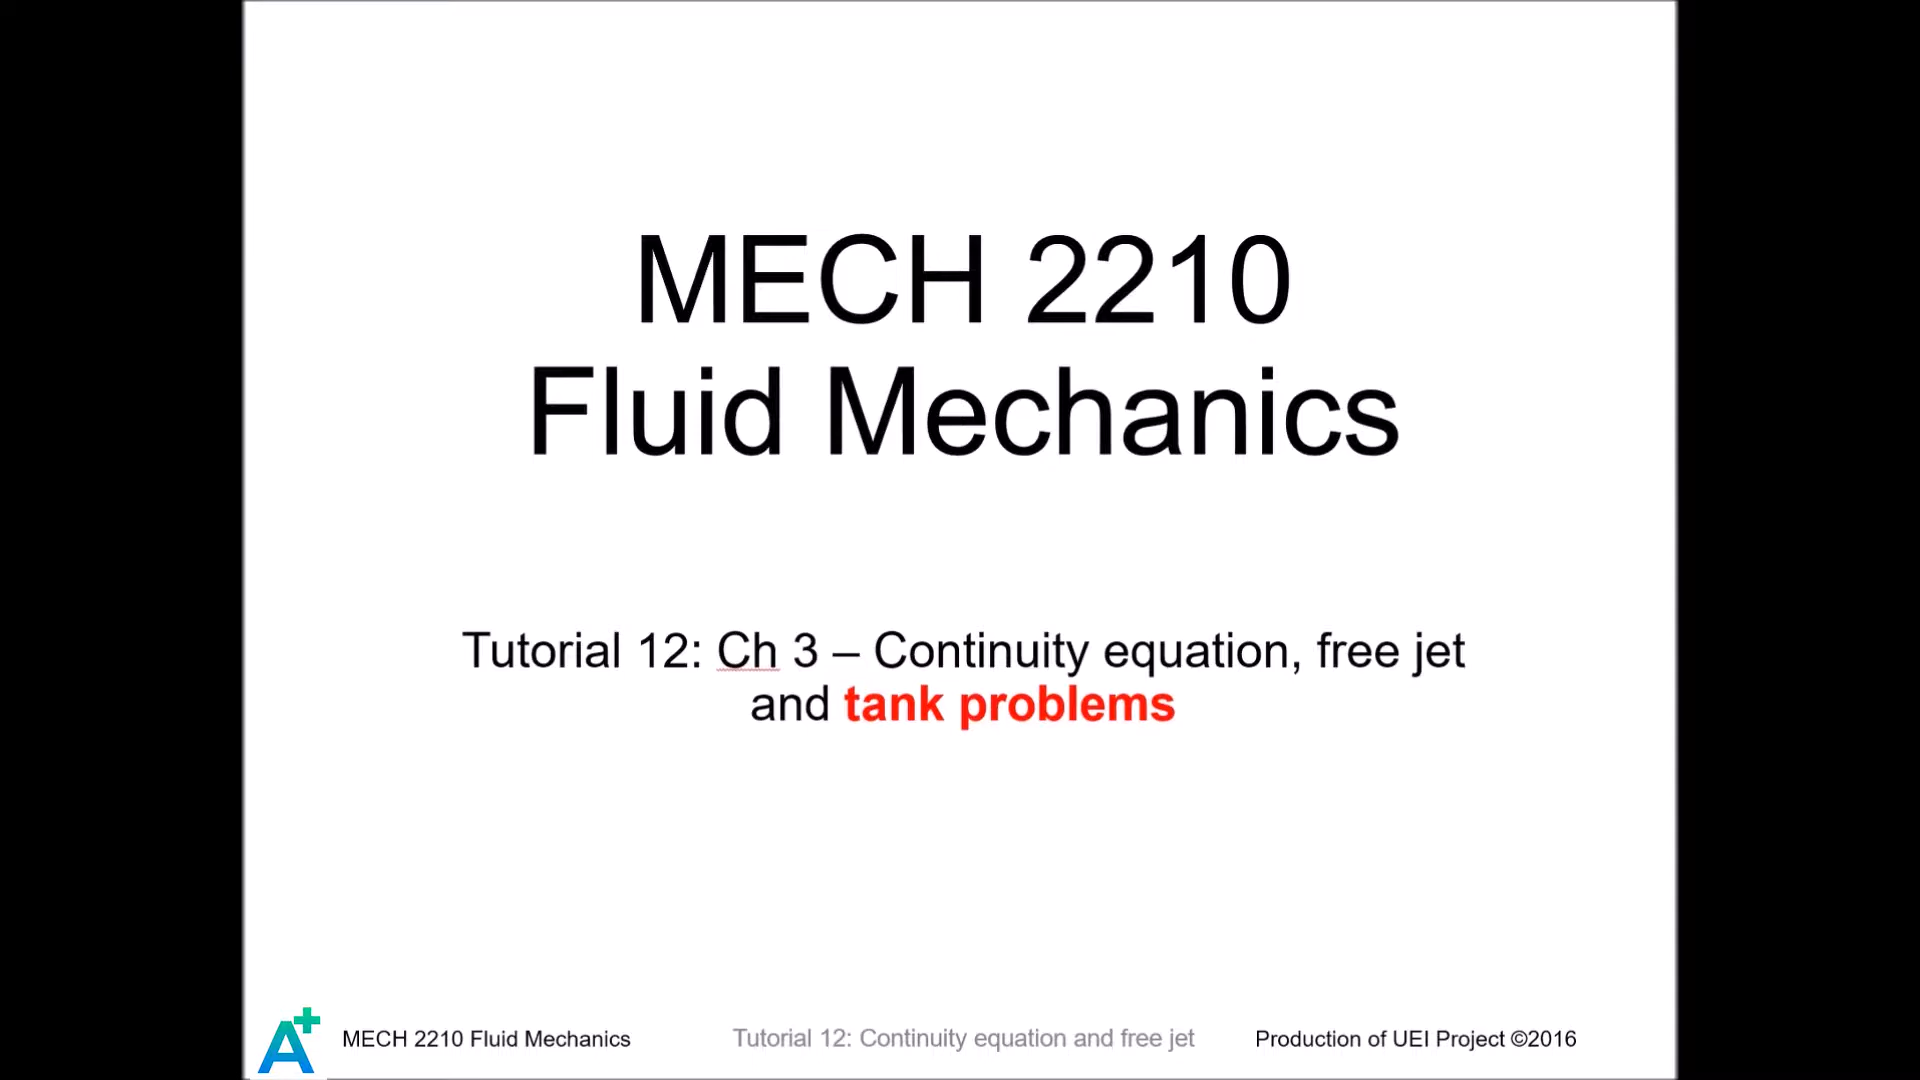 MECH 2210
Fluid Mechanics
Tutorial 12: Ch 3 – Continuity equation, free jet
and tank problems
A+
MECH 2210 Fluid Mechanics
Tutorial 12: Continuity equation and free jet
Production of UEI Project ©2016